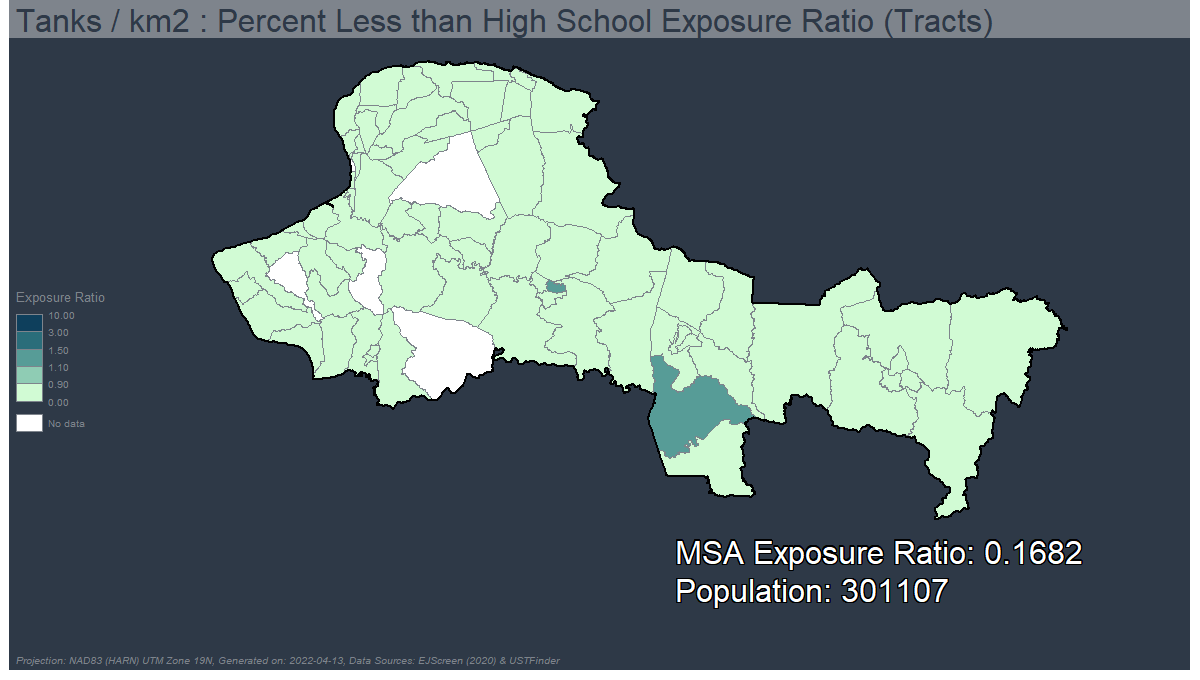 Tanks / km2 : Percent Less than High School Exposure Ratio (Tracts)
Exposure Ratio
10.00
3.00
1.50
1.10
0.90
0.00
No data
MSA Exposure Ratio: 0.1682
Population: 301107
Projection: NAD83 (HARN) UTM Zone 19N, Generated on: 2022-04-13, Data Sources: EJScreen (2020) & USTFinder